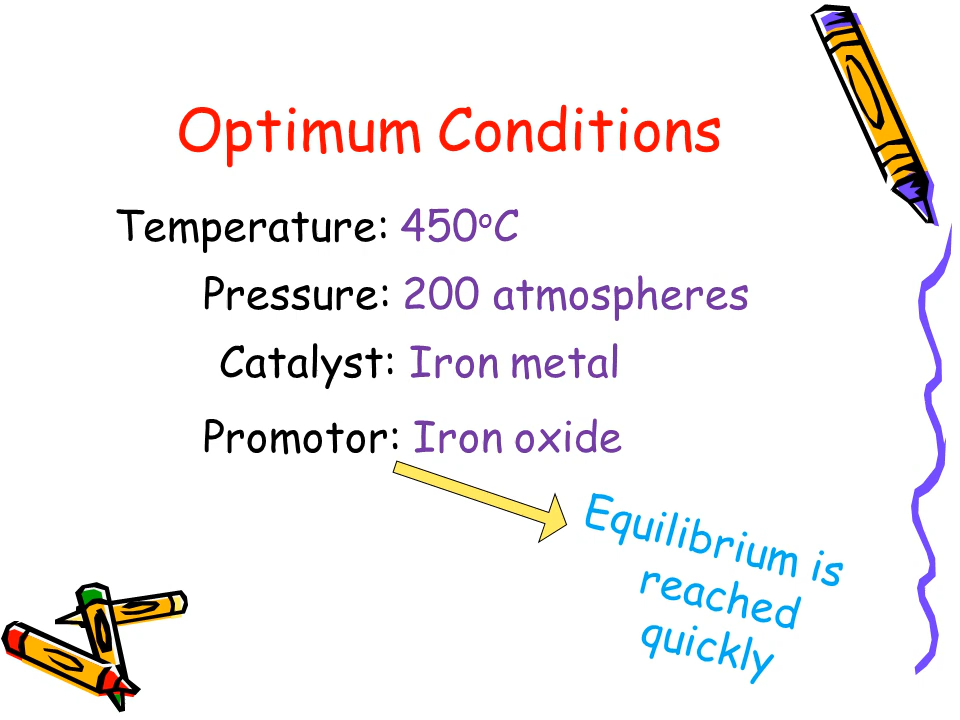 Optimum Conditions
Temperature: 450ºC
Pressure: 200 atmospheres
Catalyst: Iron metal
Promotor: Iron oxide
Equilibrium is
reached
quickly